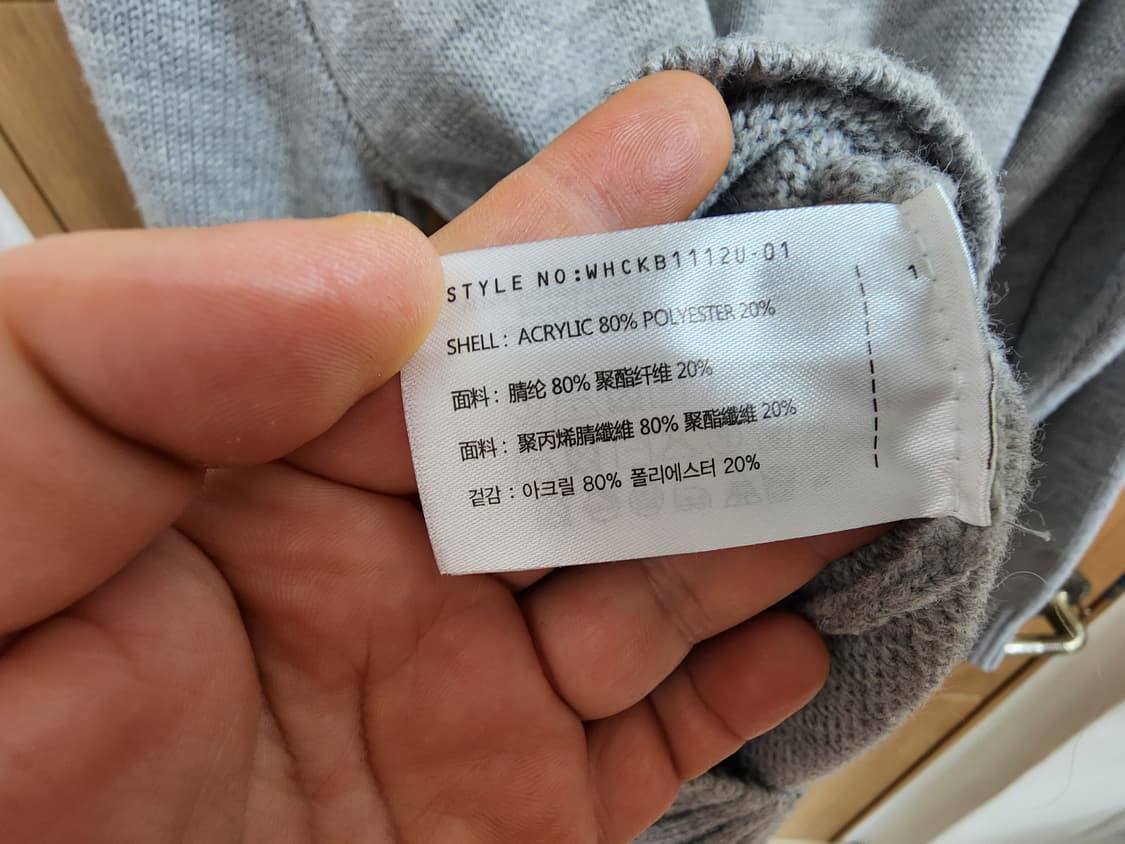 STYLE NO:WHCKB1112U-01
SHELL : ACRYLIC 80% POLYESTER 20%
面料 : 腈纶 80% 聚酯纤维 20%
面料 : 聚丙烯腈纖維 80% 聚酯纖維 20%
겉감 : 아크릴 80% 폴리에스터 20%
1